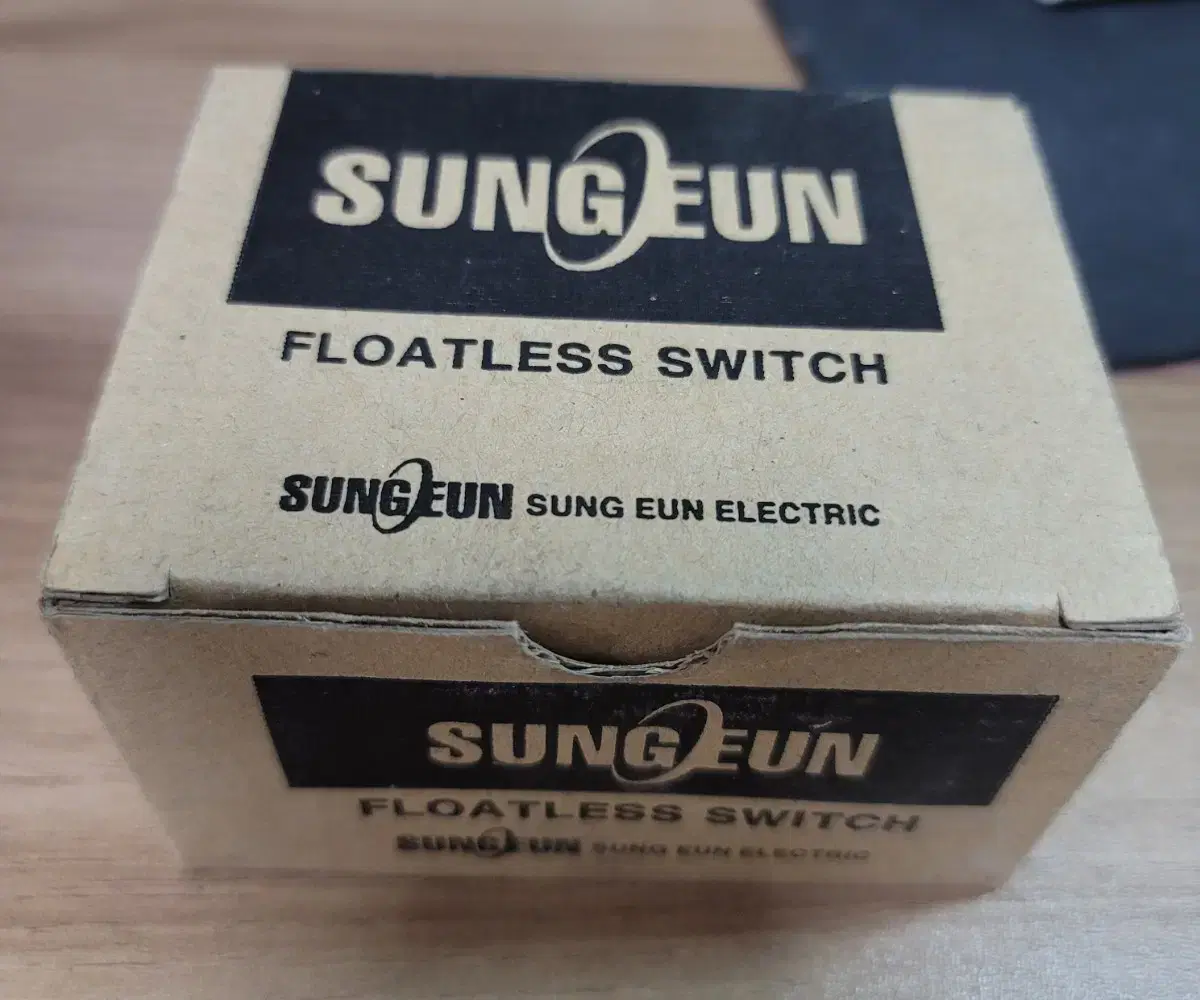 SUNGEUN
FLOATLESS SWITCH
SUNGEUN SUNG EUN ELECTRIC
SUNGEUN
FLOATLESS SWITCH
SUNGEUN SUNG EUN ELECTRIC